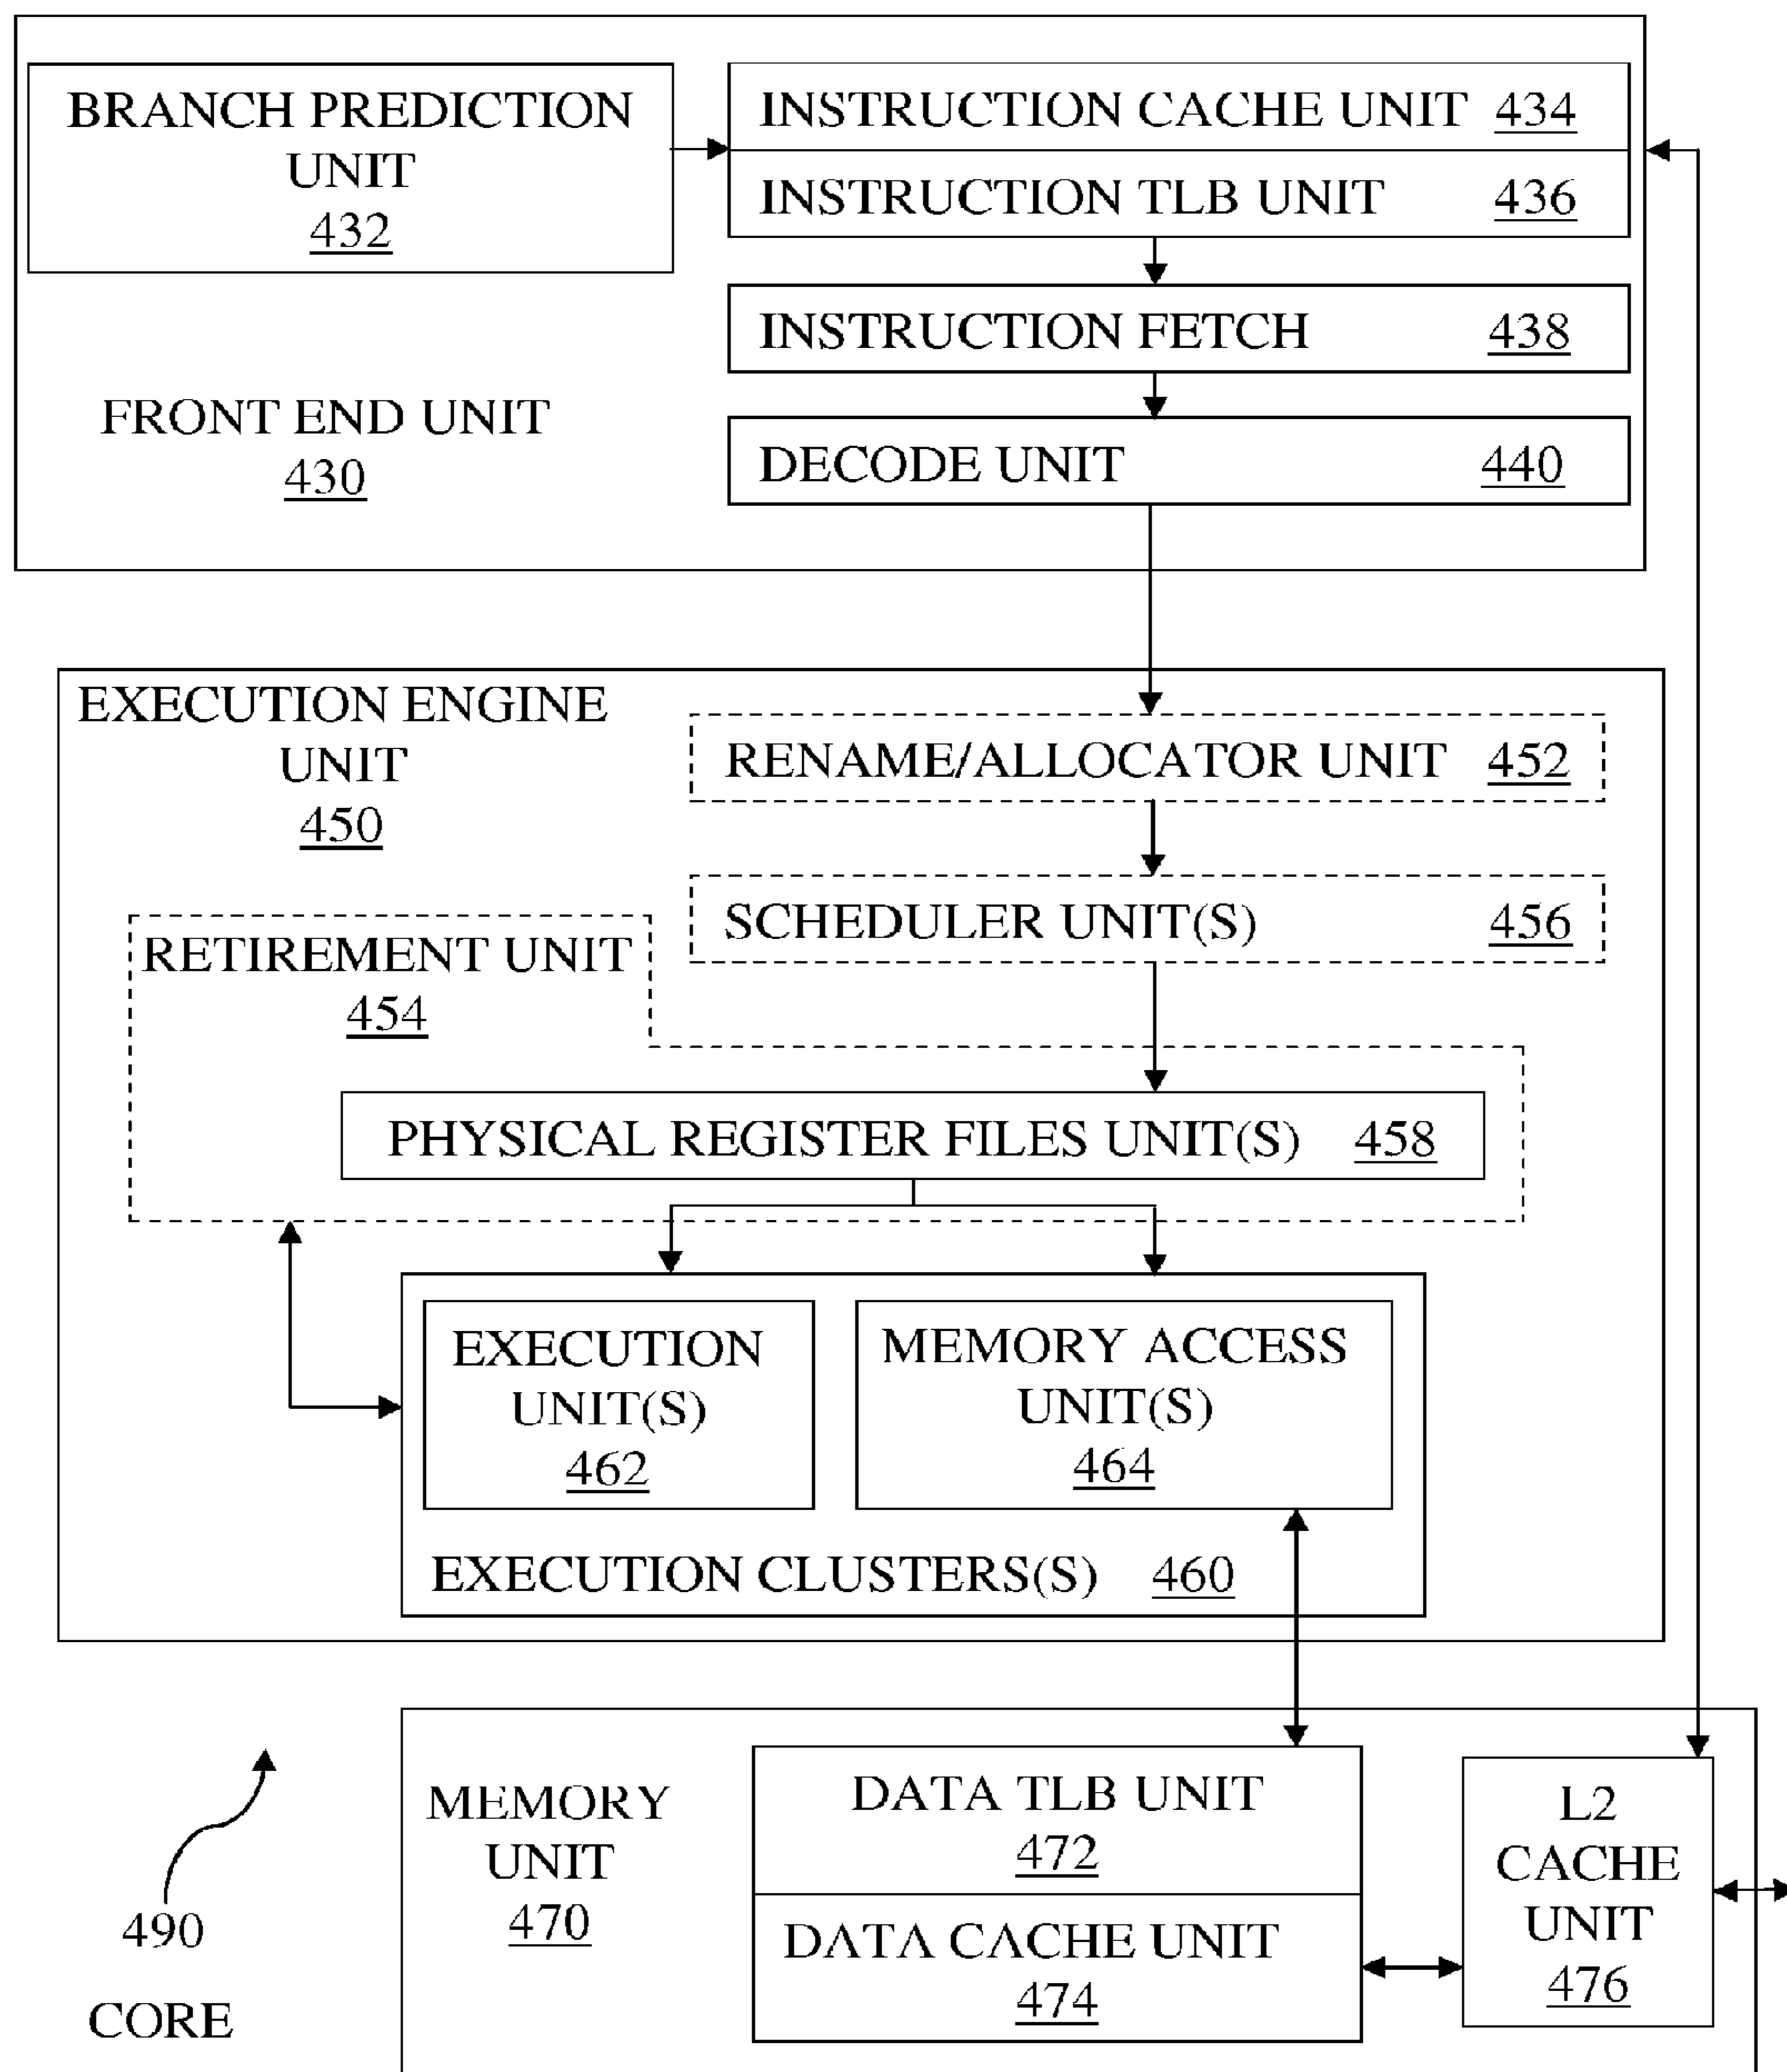 BRANCH PREDICTION
UNIT
432
INSTRUCTION CACHE UNIT 434
INSTRUCTION TLB UNIT 436
INSTRUCTION FETCH 438
FRONT END UNIT
430
DECODE UNIT 440
EXECUTION ENGINE
UNIT
450
RENAME/ALLOCATOR UNIT 452
SCHEDULER UNIT(S) 456
RETIREMENT UNIT
454
PHYSICAL REGISTER FILES UNIT(S) 458
EXECUTION
UNIT(S)
462
MEMORY ACCESS
UNIT(S)
464
EXECUTION CLUSTERS(S) 460
MEMORY
UNIT
470
DATA TLB UNIT
472
DATA CACHE UNIT
474
L2
CACHE
UNIT
476
490
CORE